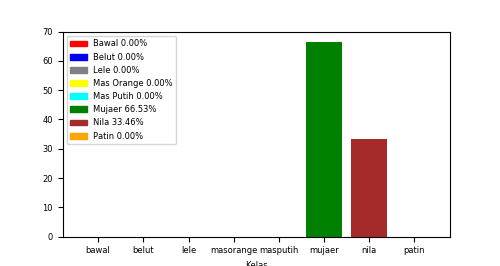 70
60
50
40
30
20
10
0
Bawal 0.00%
Belut 0.00%
Lele 0.00%
Mas Orange 0.00%
Mas Putih 0.00%
Mujaer 66.53%
Nila 33.46%
Patin 0.00%
bawal belut lele masorange masputih mujaer nila patin
Kelas